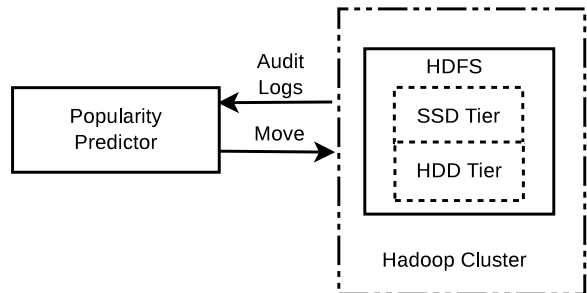 Popularity
Predictor
Audit
Logs
Move
HDFS
SSD Tier
HDD Tier
Hadoop Cluster